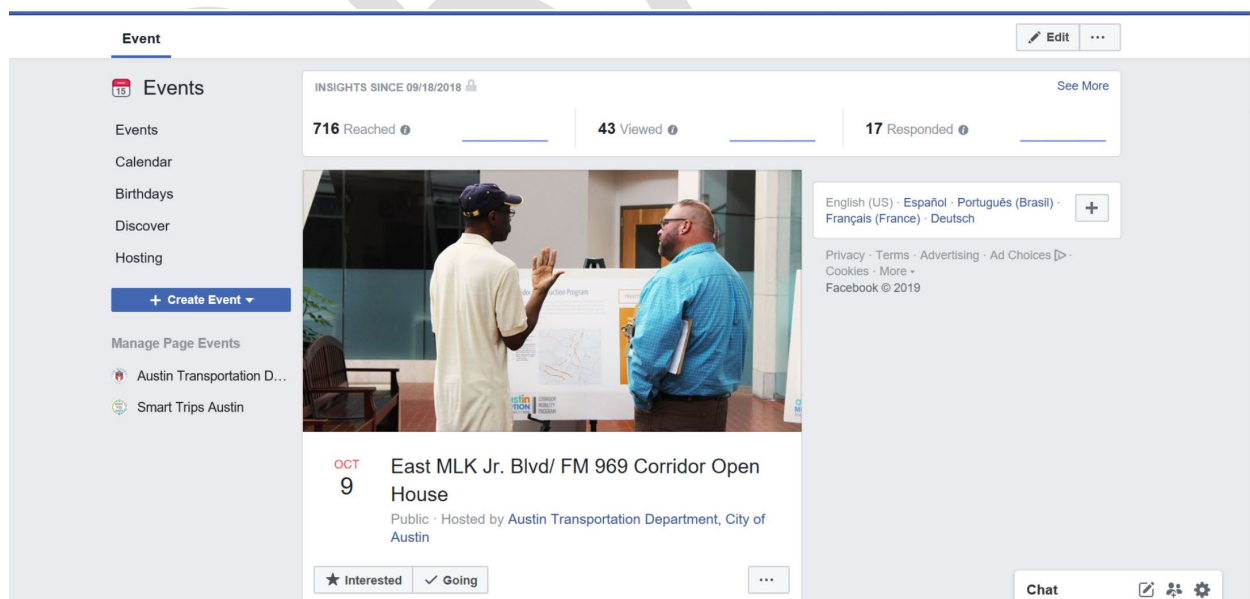 Event
Edit
Events
Events
Calendar
Birthdays
Discover
Hosting
+ Create Event
Manage Page Events
Austin Transportation D...
Smart Trips Austin
INSIGHTS SINCE 09/18/2018
See More
716 Reached
43 Viewed
17 Responded
English (US) · Español · Português (Brasil) ·
Français (France) · Deutsch
Privacy · Terms · Advertising · Ad Choices ·
Cookies · More
Facebook © 2019
OCT
9
East MLK Jr. Blvd/ FM 969 Corridor Open
House
Public · Hosted by Austin Transportation Department, City of
Austin
Interested
Going
...
Chat